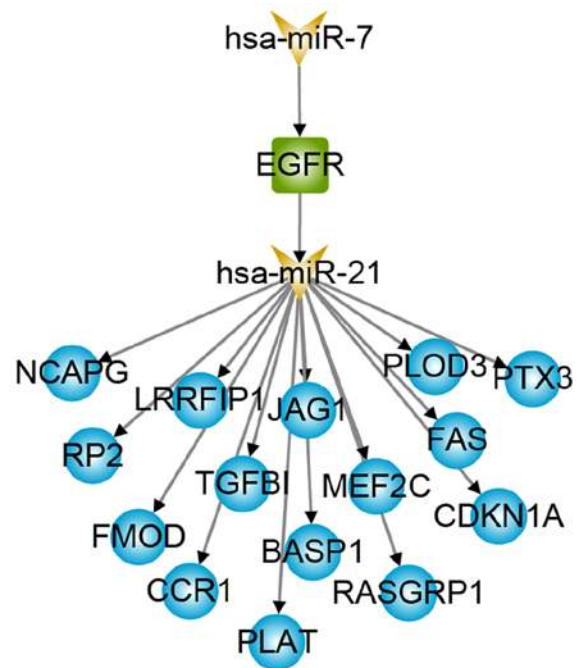 hsa-miR-7
EGFR
hsa-miR-21
NCAPG
LRRFIP1
JAG1
PLOD3
PTX3
RP2
TGFBI
MEF2C
FAS
FMOD
BASP1
CDKN1A
CCR1
RASGRP1
PLAT